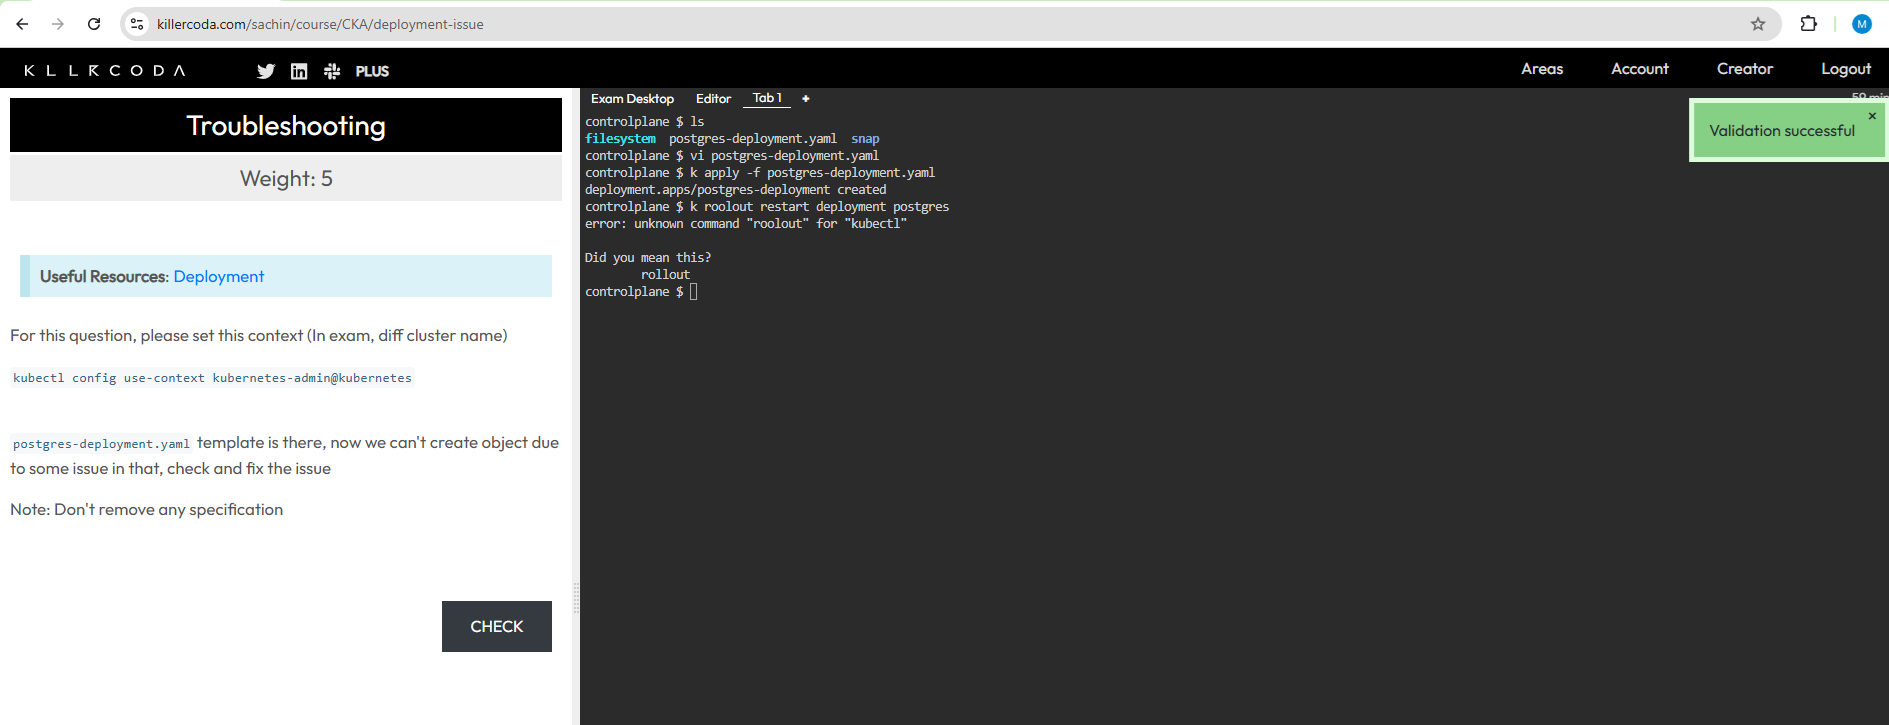 killercoda.com/sachin/course/CKA/deployment-issue
M
KLLRCODA
PLUS
Areas Account Creator Logout
Troubleshooting
Weight: 5
Useful Resources: Deployment
For this question, please set this context (In exam, diff cluster name)
kubectl config use-context kubernetes-admin@kubernetes
postgres-deployment.yaml template is there, now we can't create object due
to some issue in that, check and fix the issue
Note: Don't remove any specification
CHECK
Exam Desktop Editor Tab 1 +
59 min
controlplane $ ls
filesystem postgres-deployment.yaml snap
controlplane $ vi postgres-deployment.yaml
controlplane $ k apply -f postgres-deployment.yaml
deployment.apps/postgres-deployment created
controlplane $ k roolout restart deployment postgres
error: unknown command "roolout" for "kubectl"
Did you mean this?
rollout
controlplane $
Validation successful ×